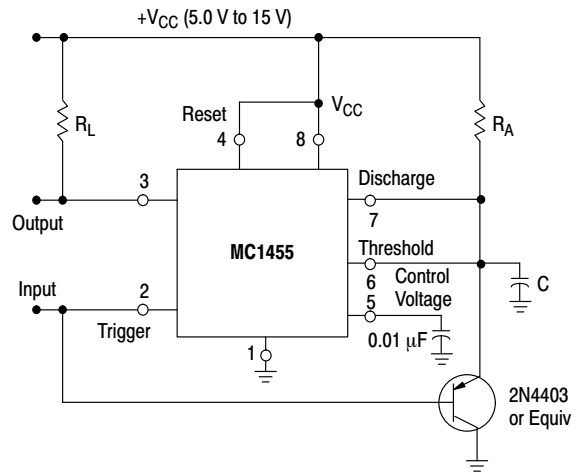 +VCC (5.0 V to 15 V)
Reset
VCC
RL
4
8
RA
3
Discharge
Output
7
MC1455
Threshold
6
Control
Voltage
C
Input
2
5
Trigger
0.01 µF
1
2N4403
or Equiv